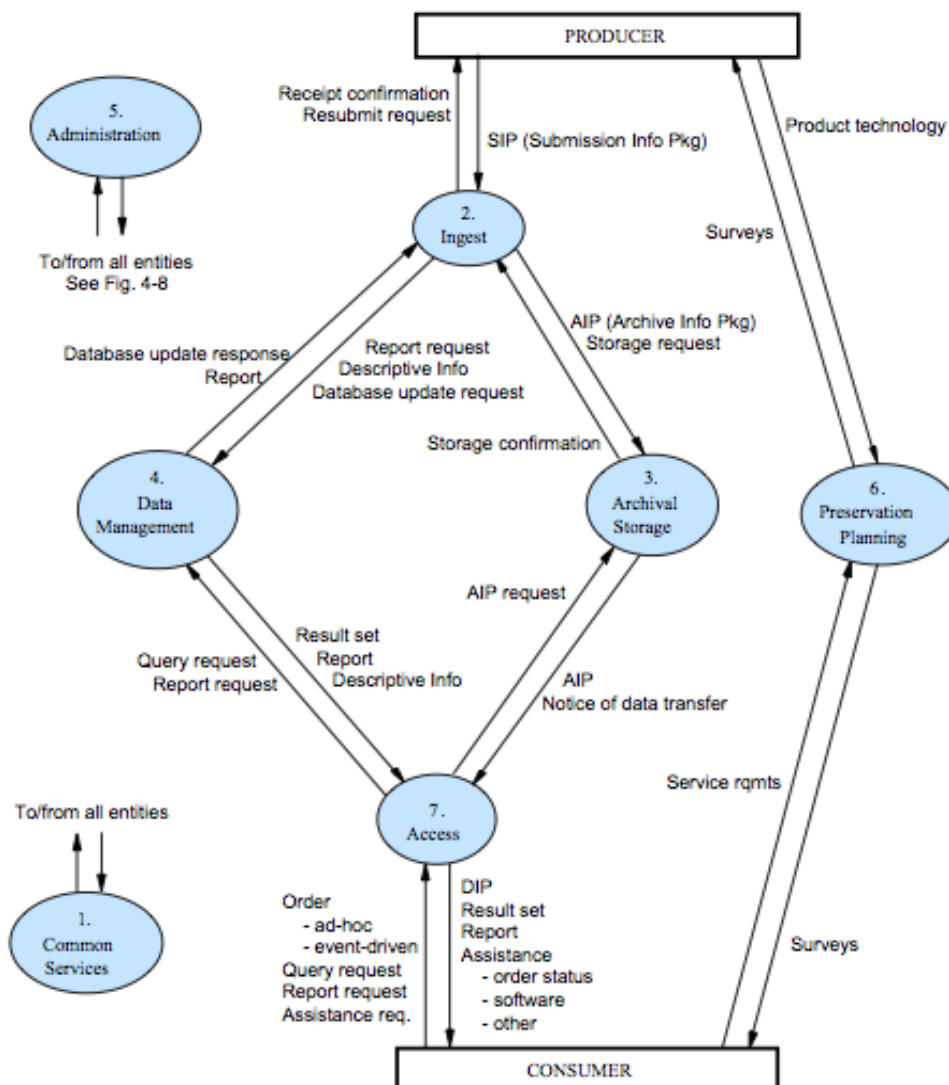 PRODUCER
Receipt confirmation
Resubmit request
SIP (Submission Info Pkg)
Product technology
5.
Administration
To/from all entities
See Fig. 4-8
2.
Ingest
Surveys
Database update response
Report
Report request
Descriptive Info
Database update request
AIP (Archive Info Pkg)
Storage request
Storage confirmation
4.
Data
Management
3.
Archival
Storage
6.
Preservation
Planning
AIP request
Query request
Report request
Result set
Report
Descriptive Info
AIP
Notice of data transfer
Service rqmts
To/from all entities
7.
Access
1.
Common
Services
Order
- ad-hoc
- event-driven
Query request
Report request
Assistance req.
DIP
Result set
Report
Assistance
- order status
- software
- other
Surveys
CONSUMER